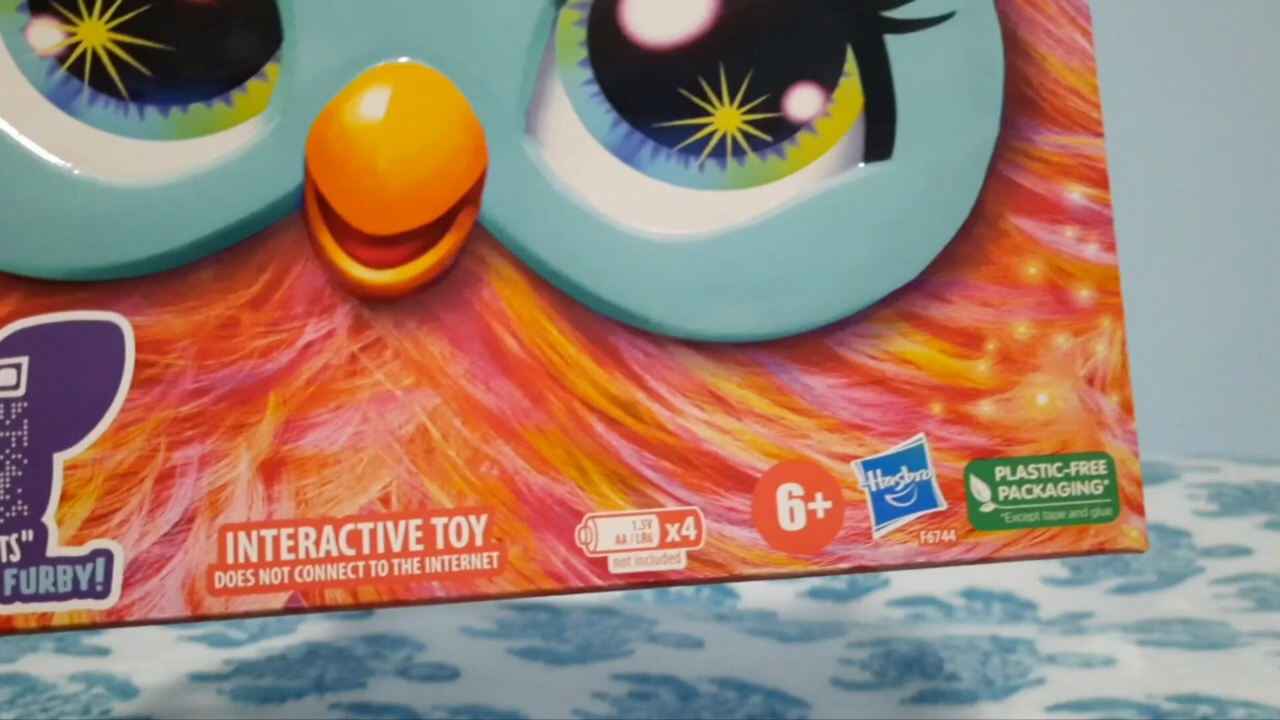 TS"
FURBY!
INTERACTIVE TOY
DOES NOT CONNECT TO THE INTERNET
1.5V
AA / LR6
x4
not included
6+
Hasbro
F6744
PLASTIC-FREE
PACKAGING*
*Except tape and glue